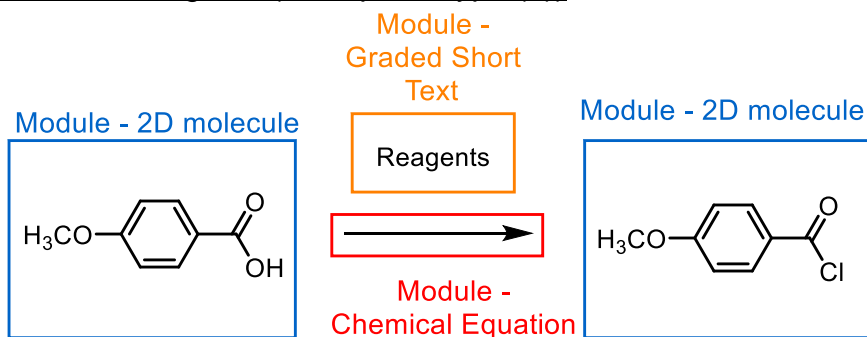 Module -
Graded Short
Text
Module - 2D molecule
Reagents
Module - 2D molecule
H3CO
O
OH
Module -
Chemical Equation
H3CO
O
Cl